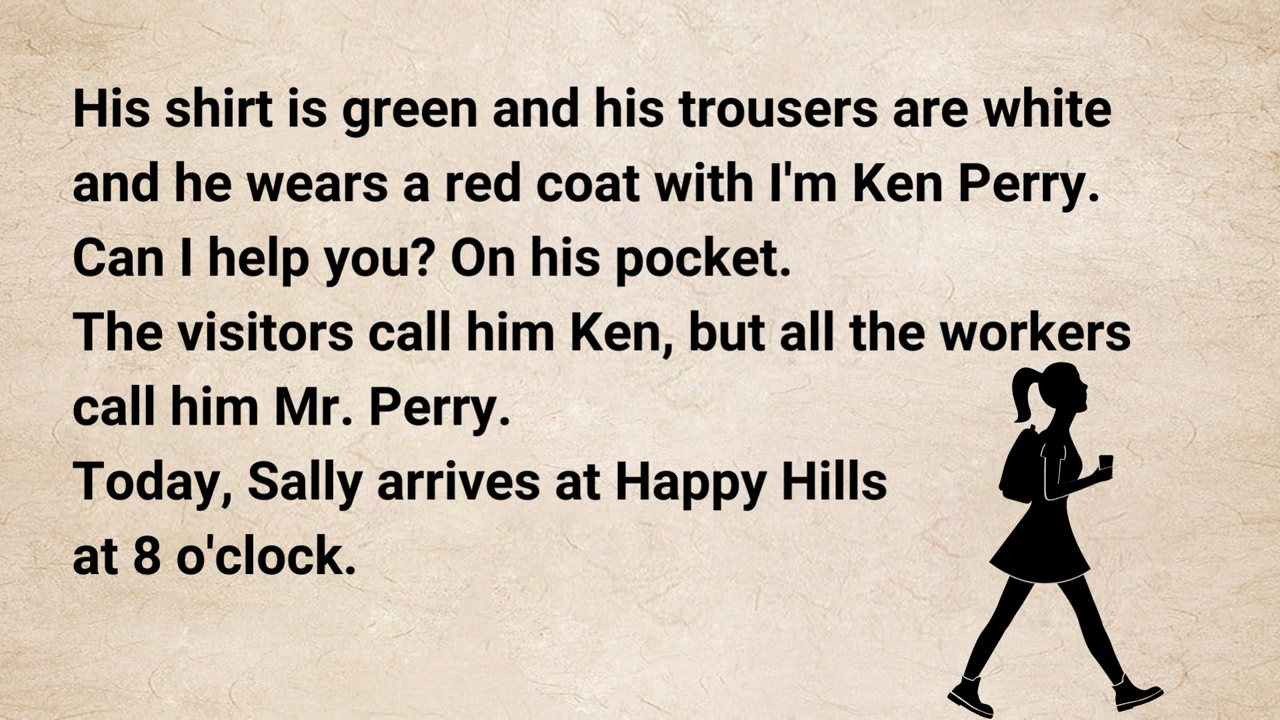 His shirt is green and his trousers are white
and he wears a red coat with I'm Ken Perry.
Can I help you? On his pocket.
The visitors call him Ken, but all the workers
call him Mr. Perry.
Today, Sally arrives at Happy Hills
at 8 o'clock.